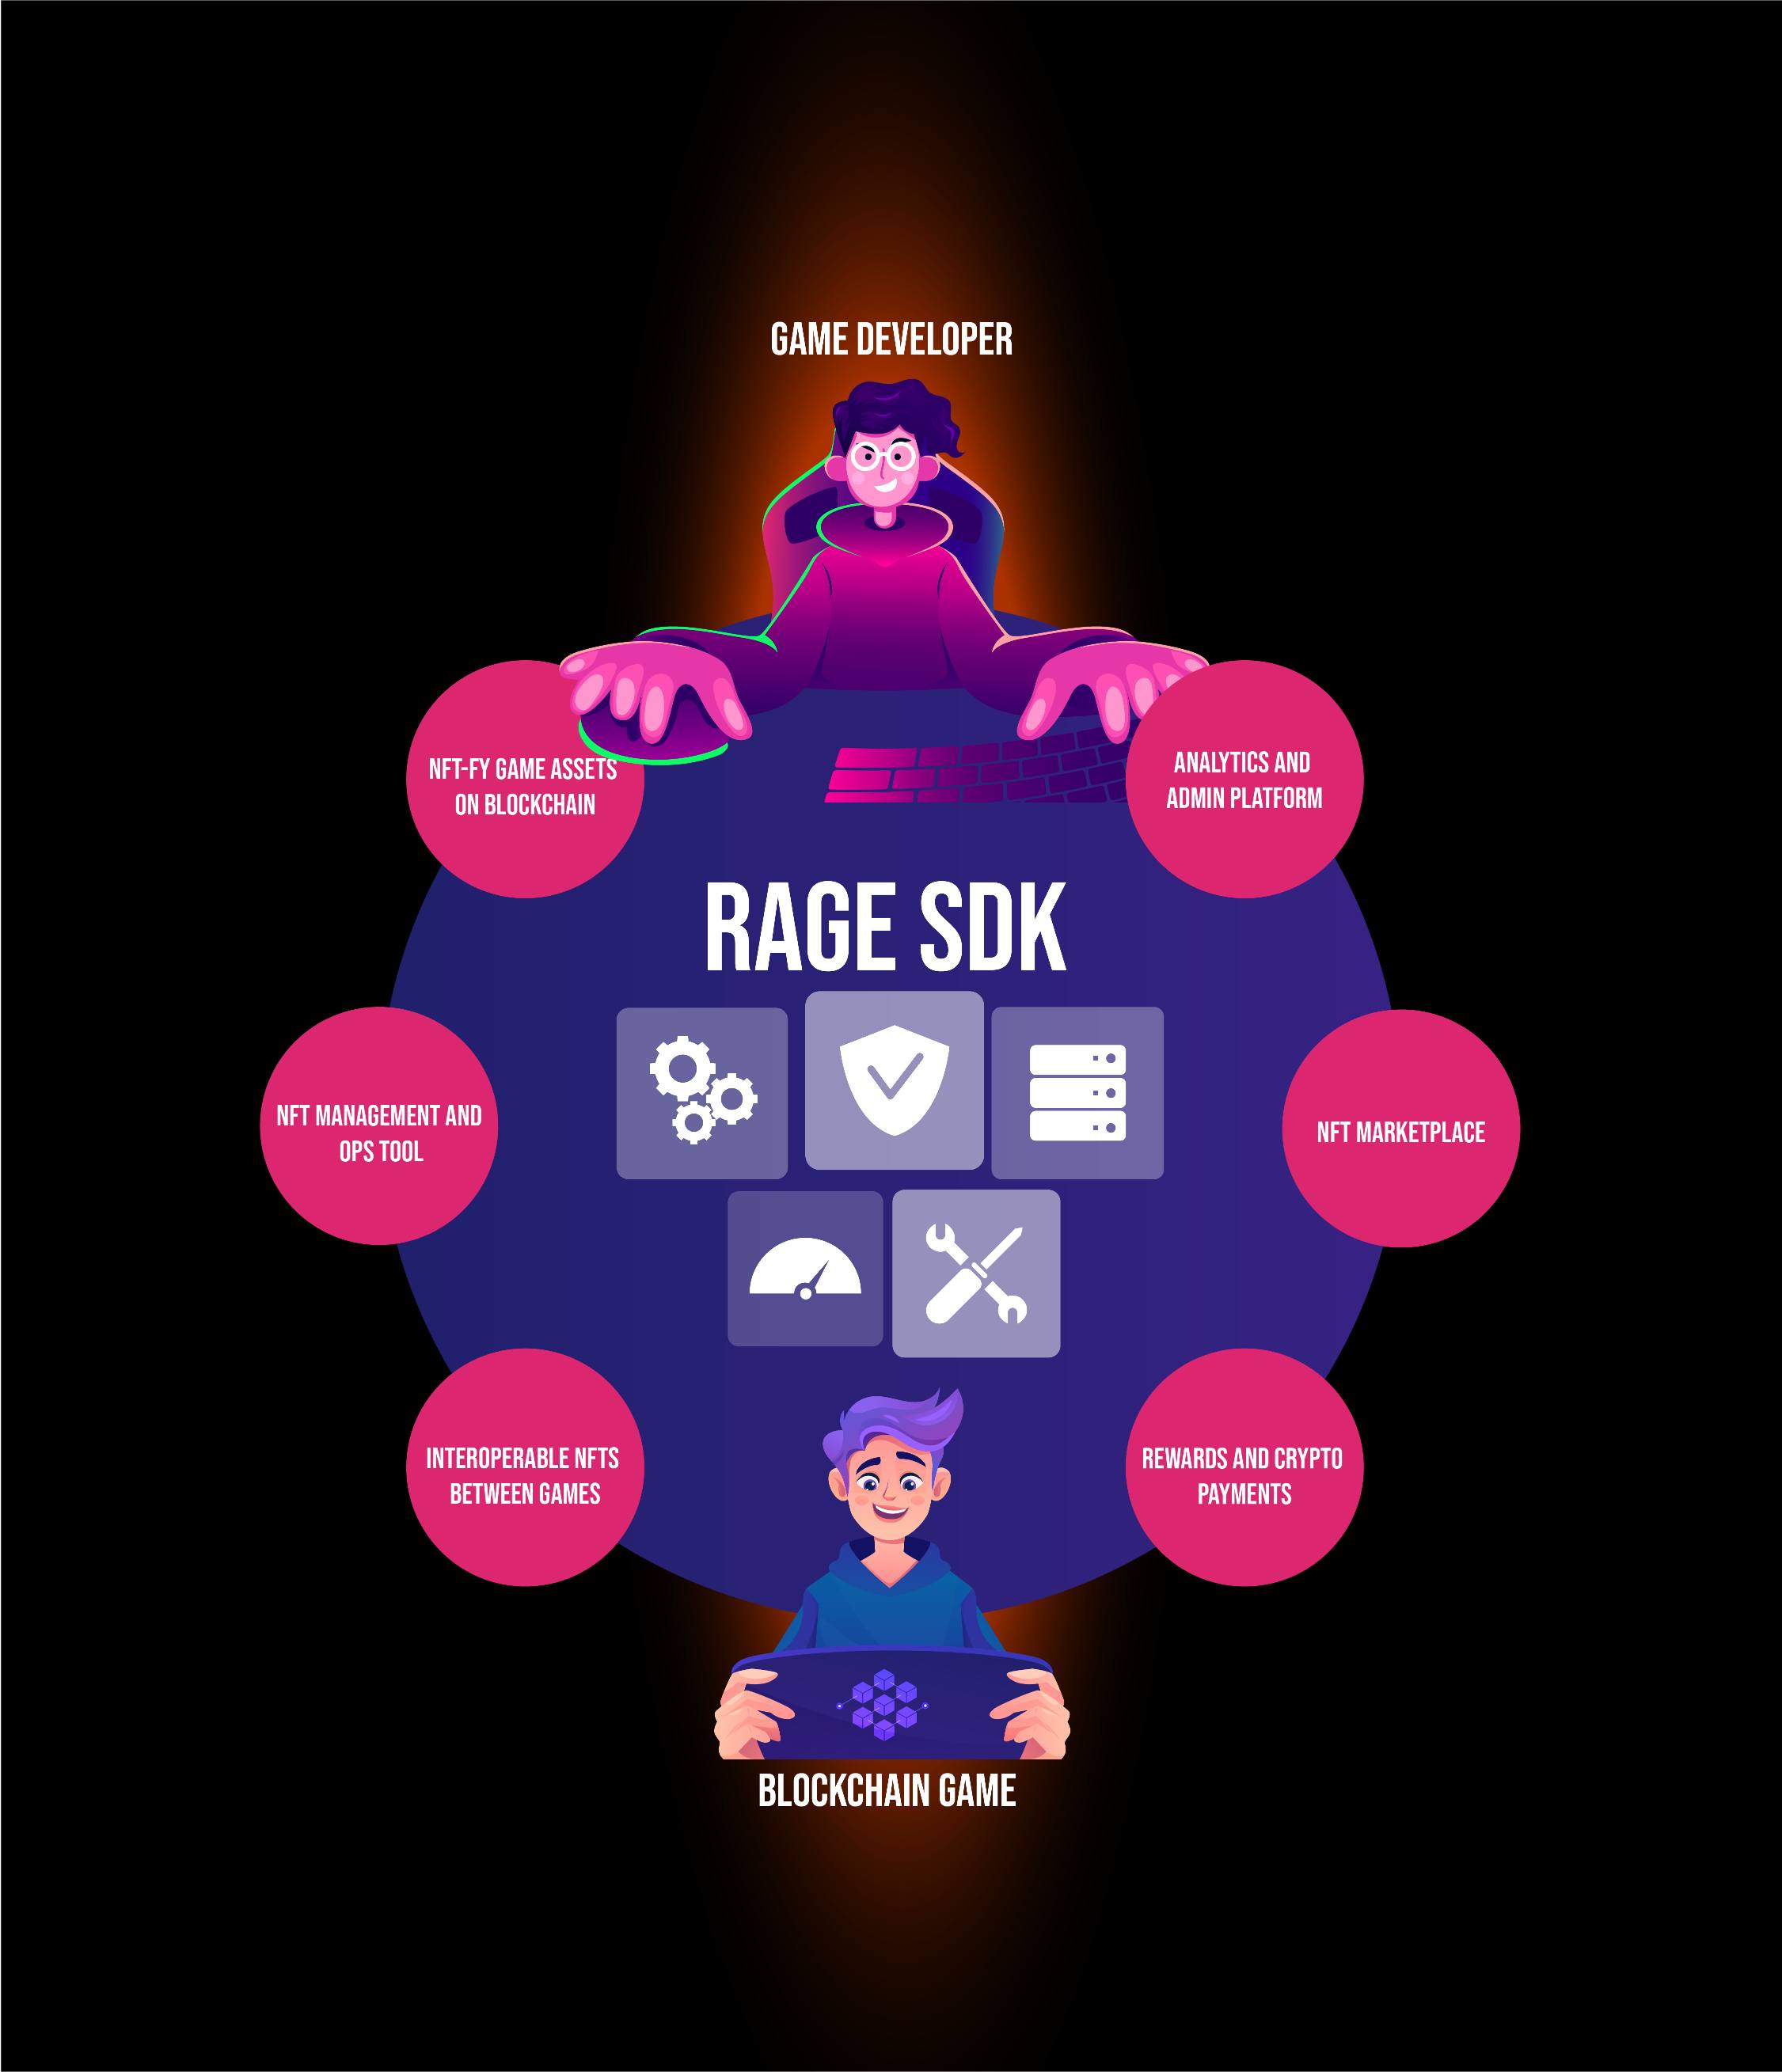 GAME DEVELOPER
NFT-FY GAME ASSETS
ON BLOCKCHAIN
ANALYTICS AND
ADMIN PLATFORM
RAGE SDK
NFT MANAGEMENT AND
OPS TOOL
NFT MARKETPLACE
INTEROPERABLE NFTS
BETWEEN GAMES
REWARDS AND CRYPTO
PAYMENTS
BLOCKCHAIN GAME